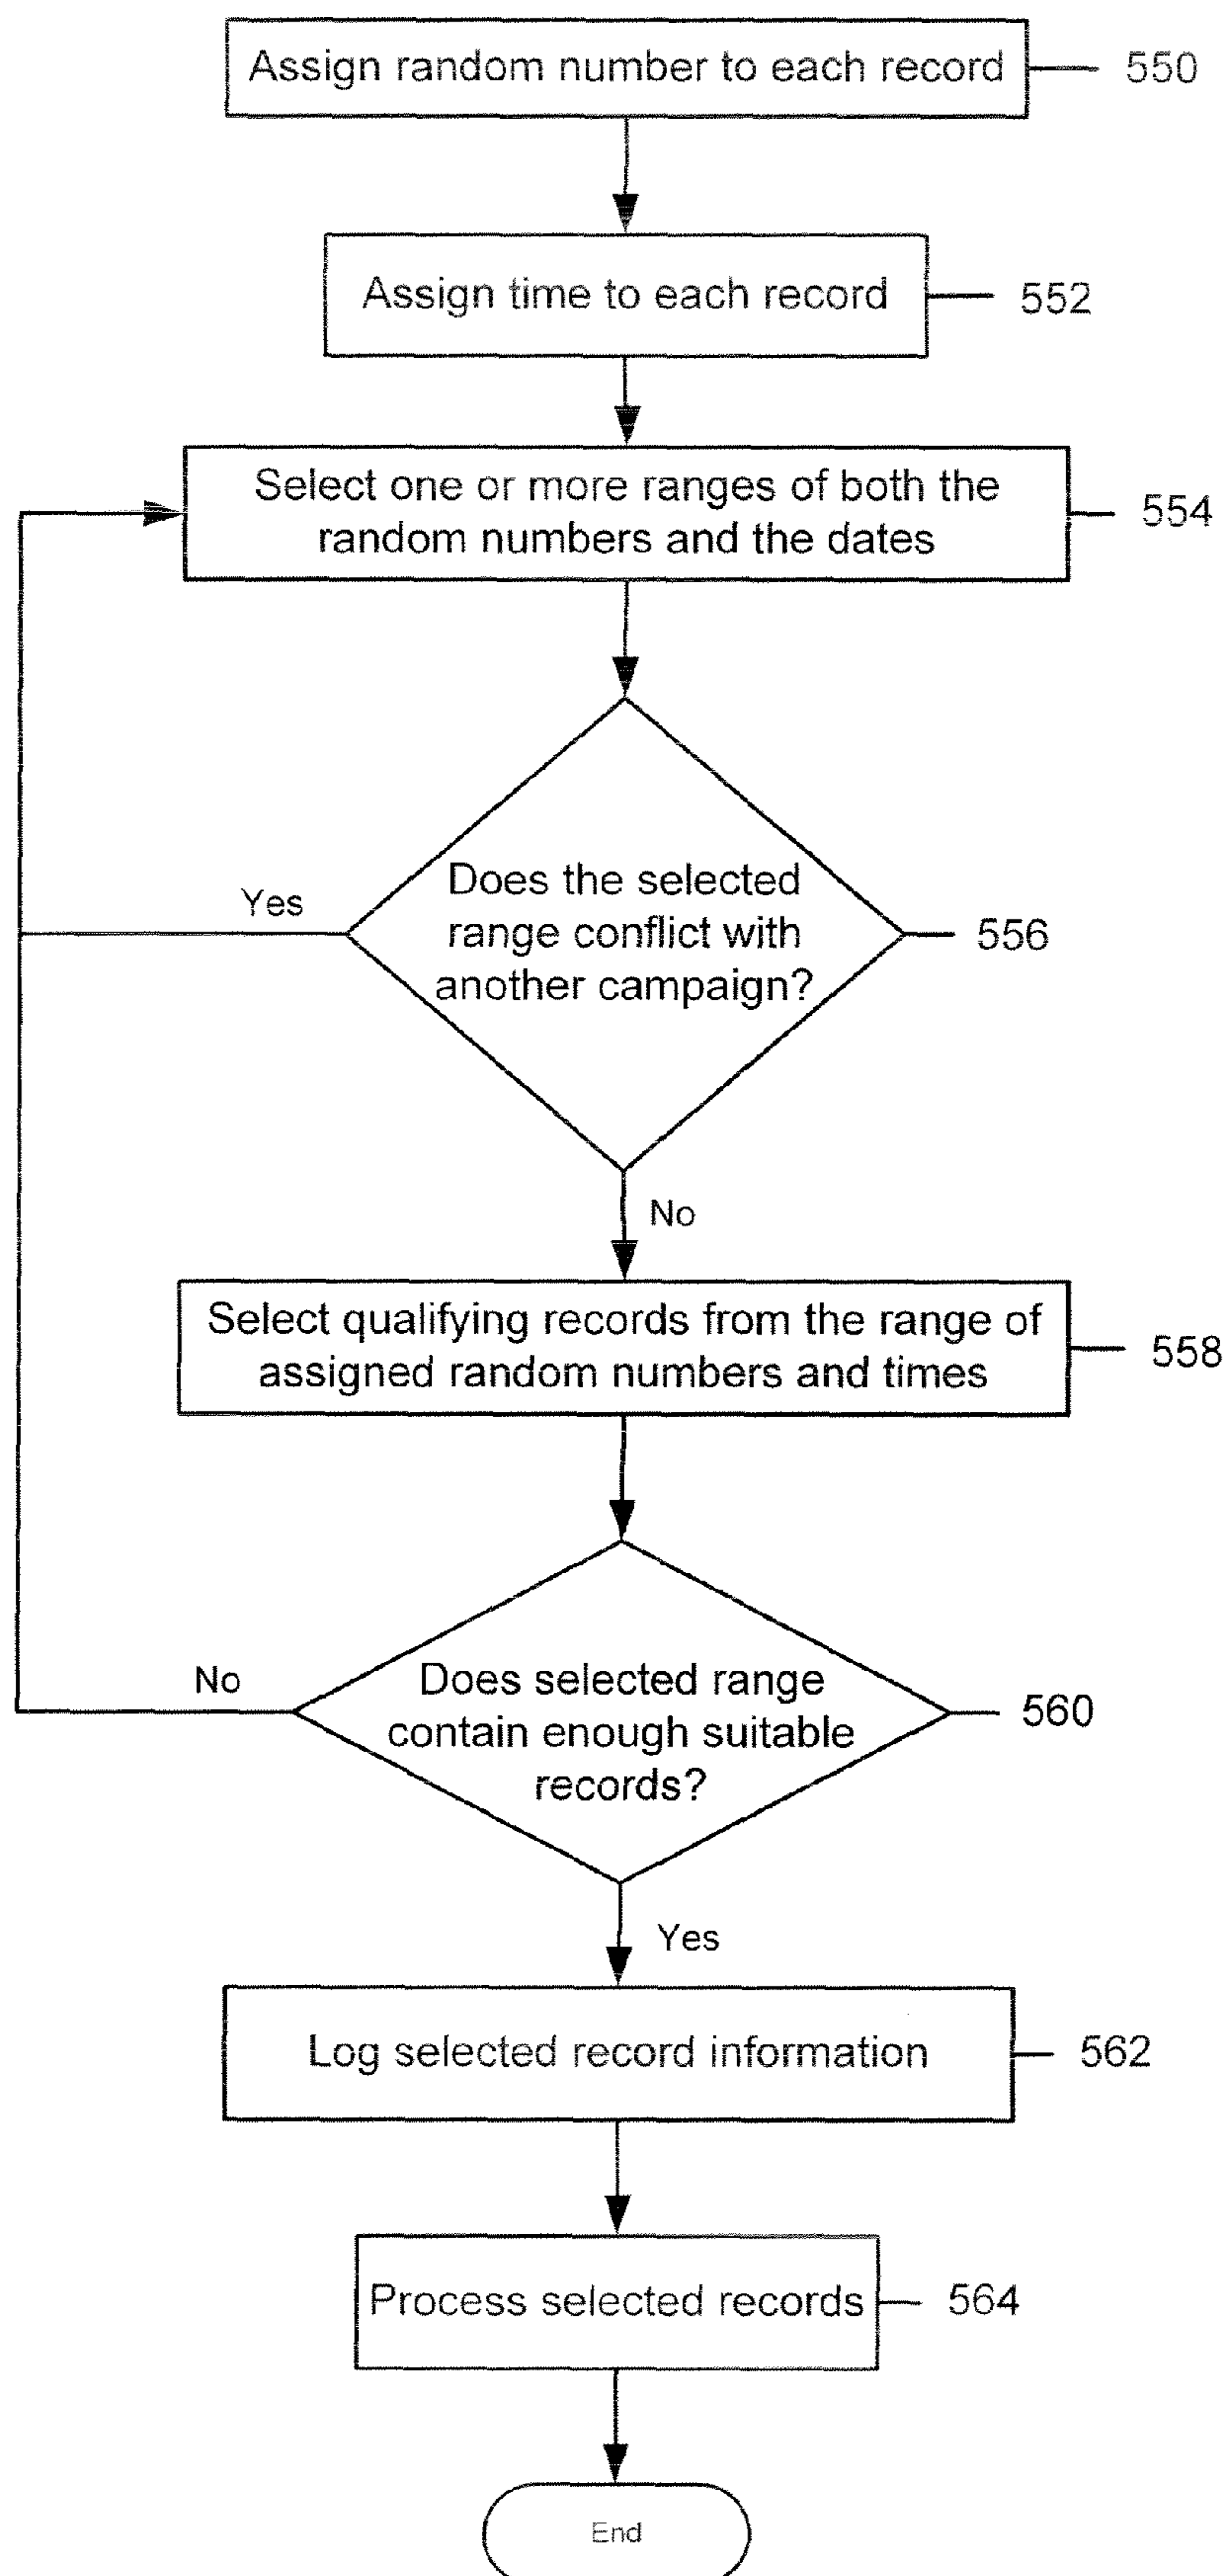 Assign random number to each record
550
Assign time to each record
552
Select one or more ranges of both the
random numbers and the dates
554
Does the selected
range conflict with
another campaign?
556
Yes
No
Select qualifying records from the range of
assigned random numbers and times
558
Does selected range
contain enough suitable
records?
560
No
Yes
Log selected record information
562
Process selected records
564
End